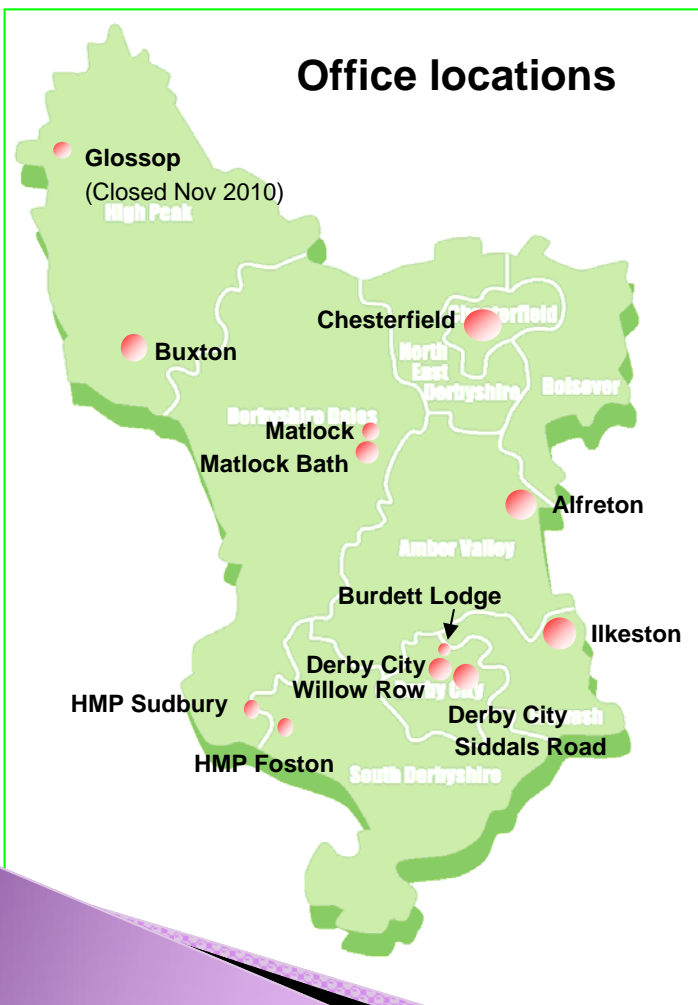 Office locations
Glossop
(Closed Nov 2010)
High Peak
Chesterfield
Buxton
North
East
Derbyshire
Bolsover
Derbyshire Dales
Matlock
Matlock Bath
Alfreton
Amber Valley
Burdett Lodge
Ilkeston
Derby City
Willow Row
Derby City
HMP Sudbury
Derby City
Siddals Road
HMP Foston
South Derbyshire